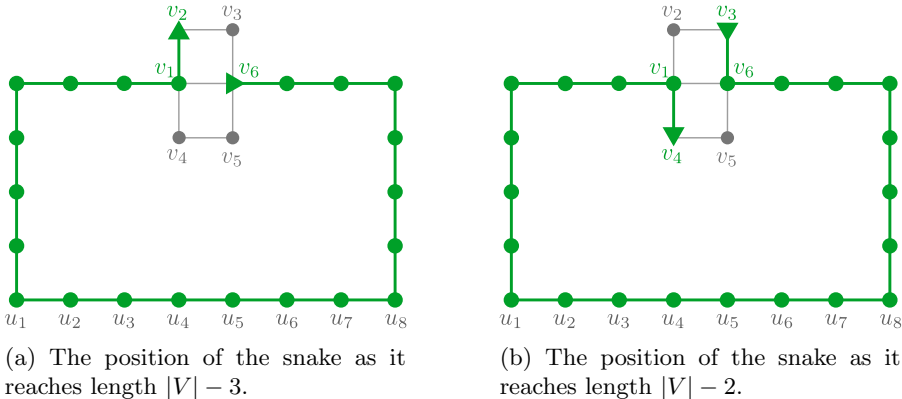 v₂ v₃
v₁ v₆
v₄ v₅
u₁ u₂ u₃ u₄ u₅ u₆ u₇ u₈
(a) The position of the snake as it
reaches length |V| − 3.
v₂ v₃
v₁ v₆
v₄ v₅
u₁ u₂ u₃ u₄ u₅ u₆ u₇ u₈
(b) The position of the snake as it
reaches length |V| − 2.